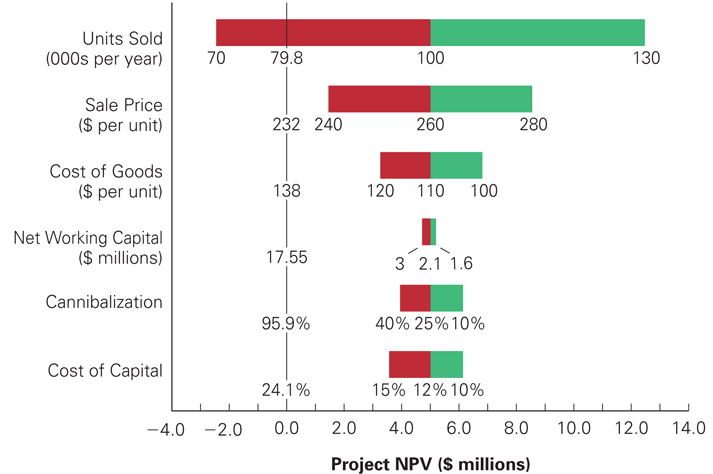 Units Sold
(000s per year)
70 79.8 100 130
Sale Price
($ per unit)
232 240 260 280
Cost of Goods
($ per unit)
138 120 110 100
Net Working Capital
($ millions)
17.55 3 2.1 1.6
Cannibalization
95.9% 40% 25% 10%
Cost of Capital
24.1% 15% 12% 10%
−4.0 −2.0 0.0 2.0 4.0 6.0 8.0 10.0 12.0 14.0
Project NPV ($ millions)